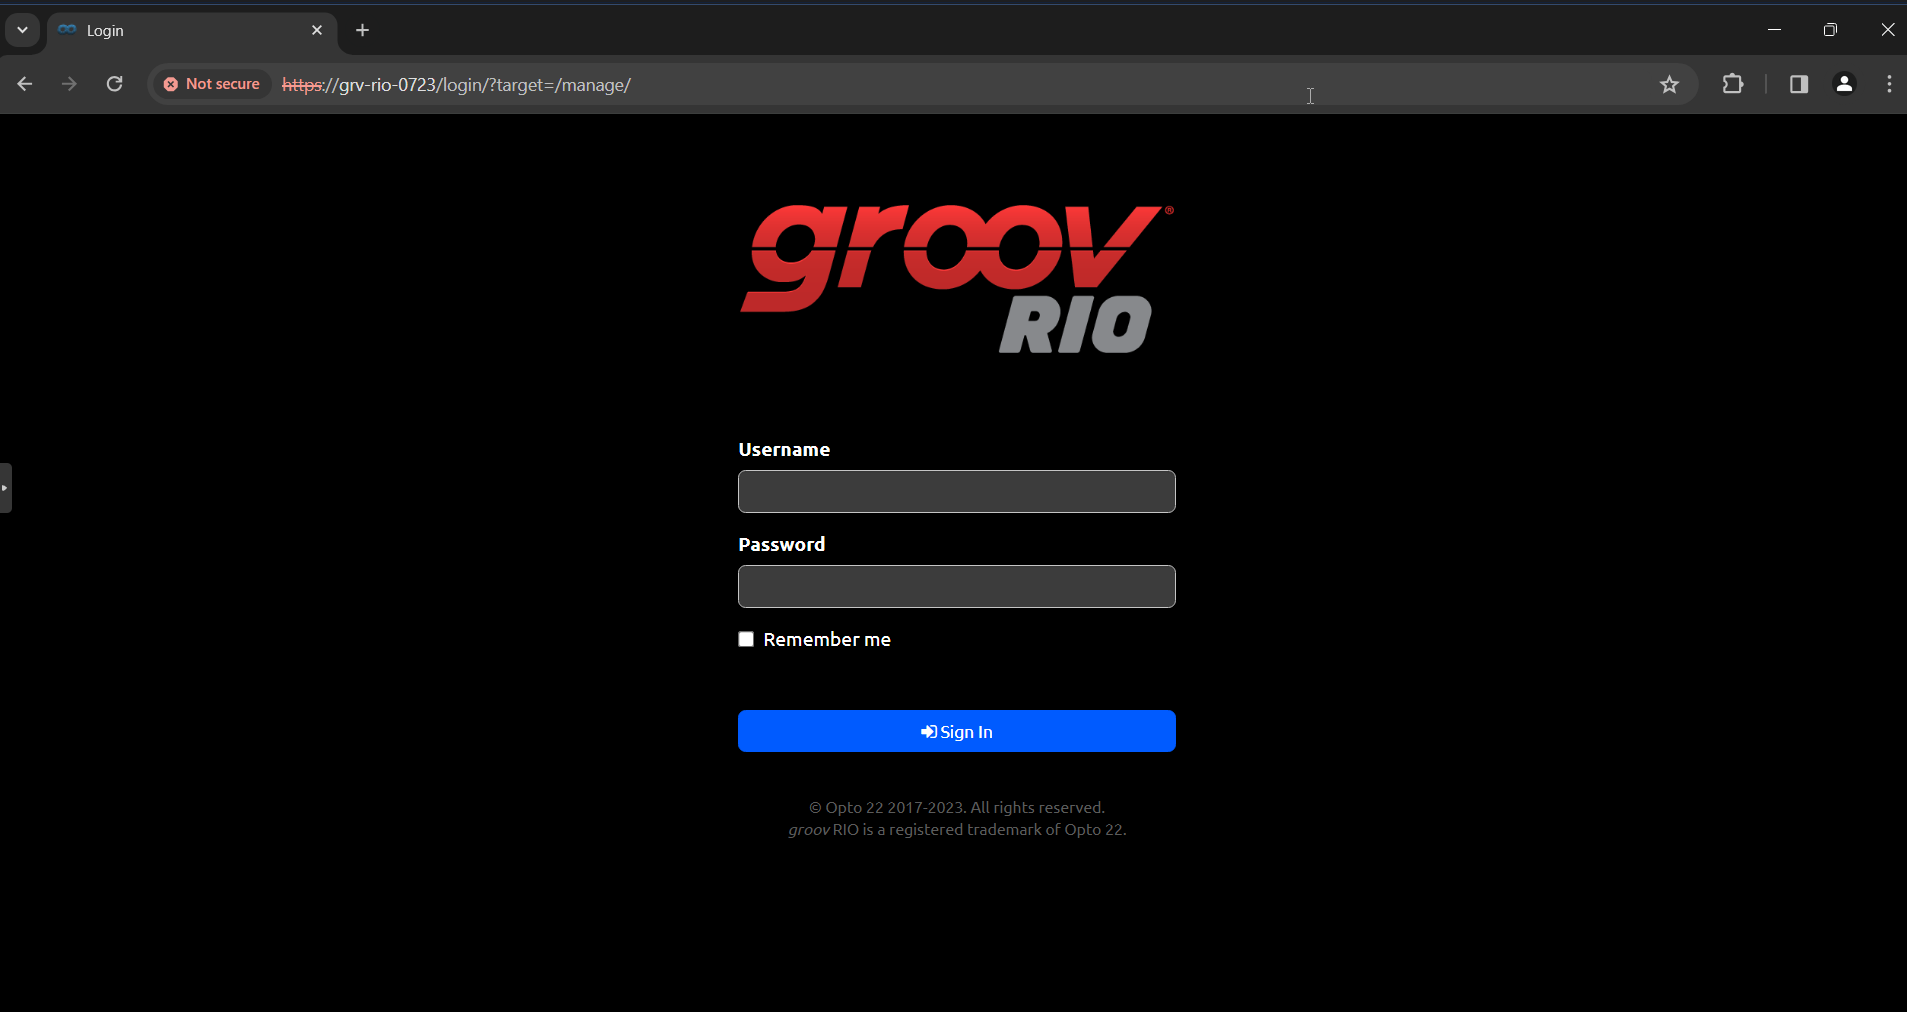 Login
Not secure https://grv-rio-0723/login/?target=/manage/
groov®
RIO
Username
Password
Remember me
Sign In
© Opto 22 2017-2023. All rights reserved.
groov RIO is a registered trademark of Opto 22.